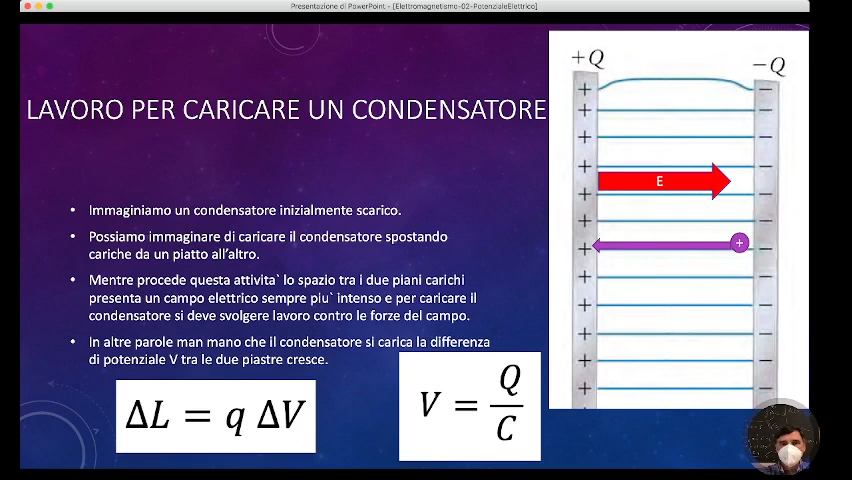 Presentazione di PowerPoint - [Elettromagnetismo-02-PotenzialeElettrico]
+Q
−Q
LAVORO PER CARICARE UN CONDENSATORE
E
+
• Immaginiamo un condensatore inizialmente scarico.
• Possiamo immaginare di caricare il condensatore spostando
cariche da un piatto all'altro.
• Mentre procede questa attivita` lo spazio tra i due piani carichi
presenta un campo elettrico sempre piu` intenso e per caricare il
condensatore si deve svolgere lavoro contro le forze del campo.
• In altre parole man mano che il condensatore si carica la differenza
di potenziale V tra le due piastre cresce.
ΔL = q ΔV
V = Q/C